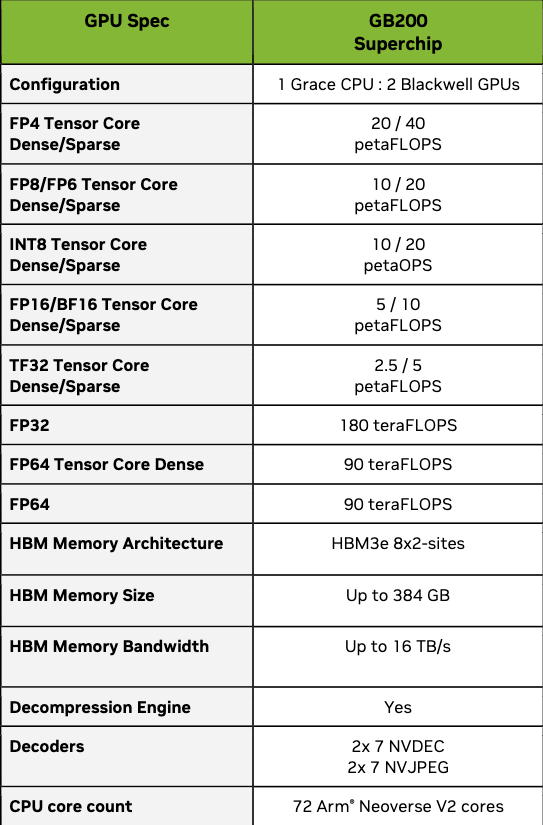 GPU Spec
GB200
Superchip
Configuration
1 Grace CPU : 2 Blackwell GPUs
FP4 Tensor Core
Dense/Sparse
20 / 40
petaFLOPS
FP8/FP6 Tensor Core
Dense/Sparse
10 / 20
petaFLOPS
INT8 Tensor Core
Dense/Sparse
10 / 20
petaOPS
FP16/BF16 Tensor Core
Dense/Sparse
5 / 10
petaFLOPS
TF32 Tensor Core
Dense/Sparse
2.5 / 5
petaFLOPS
FP32
180 teraFLOPS
FP64 Tensor Core Dense
90 teraFLOPS
FP64
90 teraFLOPS
HBM Memory Architecture
HBM3e 8x2-sites
HBM Memory Size
Up to 384 GB
HBM Memory Bandwidth
Up to 16 TB/s
Decompression Engine
Yes
Decoders
2x 7 NVDEC
2x 7 NVJPEG
CPU core count
72 Arm® Neoverse V2 cores